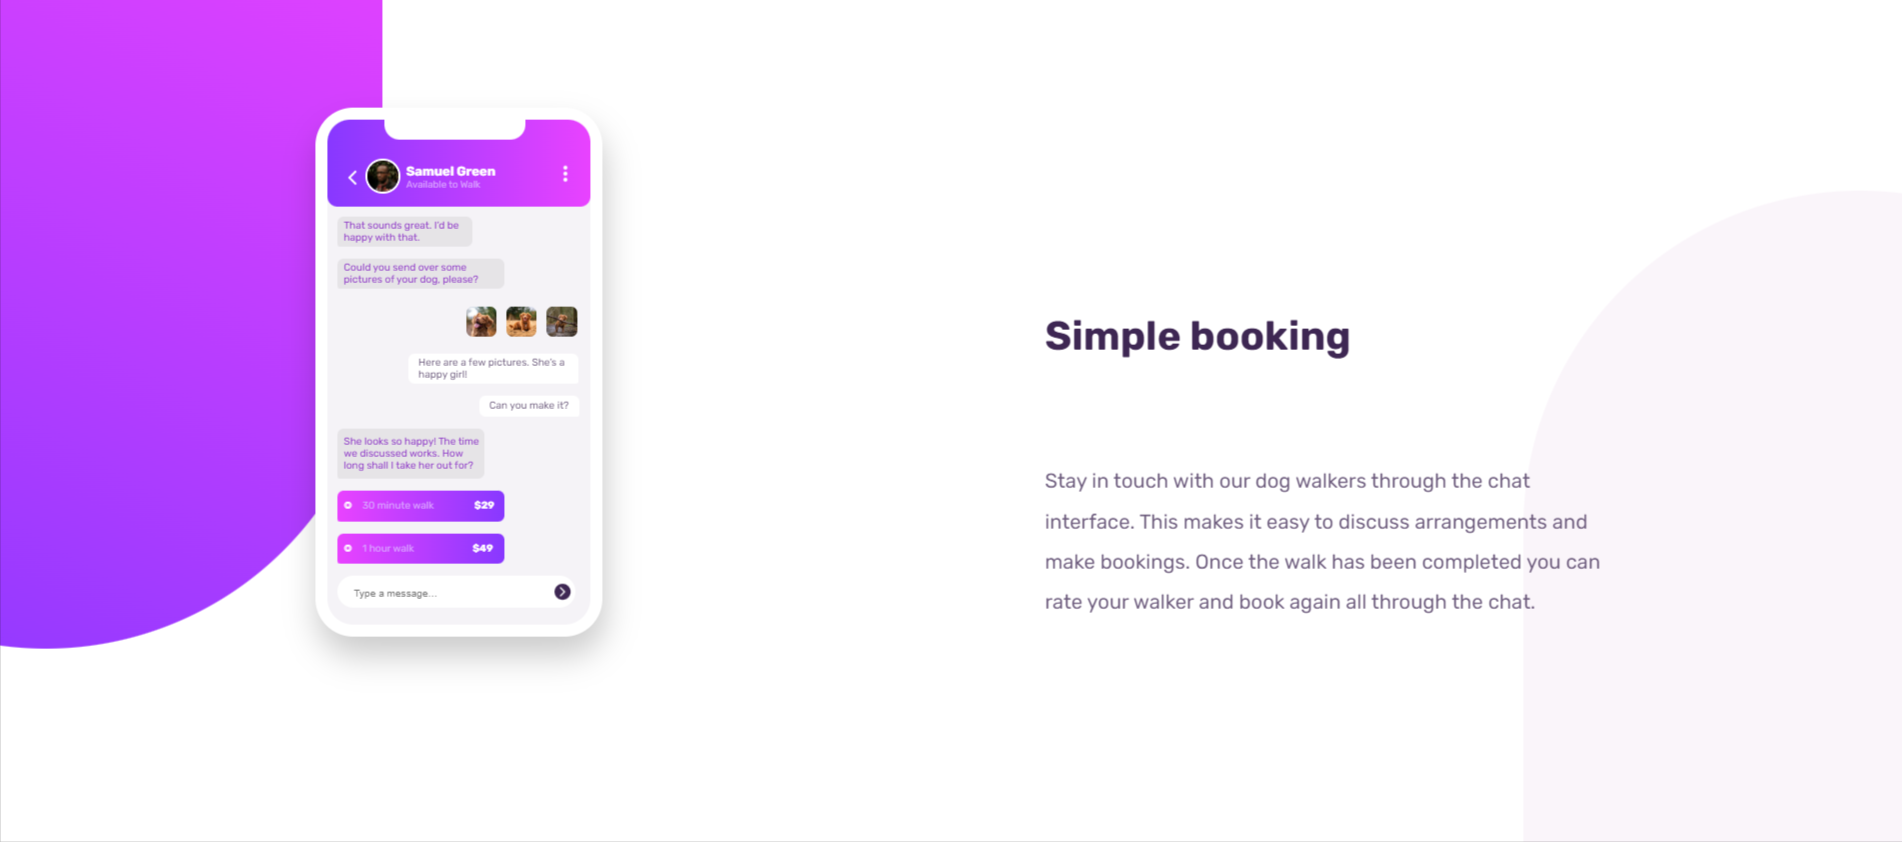 Samuel Green
Available to Walk
That sounds great. I'd be
happy with that.
Could you send over some
pictures of your dog, please?
Here are a few pictures. She's a
happy girl!
Can you make it?
She looks so happy! The time
we discussed works. How
long shall I take her out for?
30 minute walk $29
1 hour walk $49
Type a message...
Simple booking
Stay in touch with our dog walkers through the chat
interface. This makes it easy to discuss arrangements and
make bookings. Once the walk has been completed you can
rate your walker and book again all through the chat.